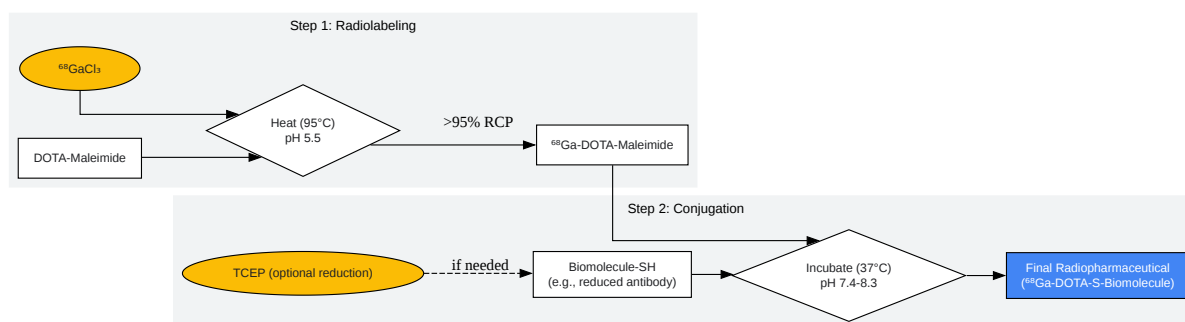 Step 1: Radiolabeling
⁶⁸GaCl₃
Heat (95°C)
pH 5.5
>95% RCP
DOTA-Maleimide
⁶⁸Ga-DOTA-Maleimide
Step 2: Conjugation
TCEP (optional reduction)
if needed
Biomolecule-SH
(e.g., reduced antibody)
Incubate (37°C)
pH 7.4-8.3
Final Radiopharmaceutical
(⁶⁸Ga-DOTA-S-Biomolecule)